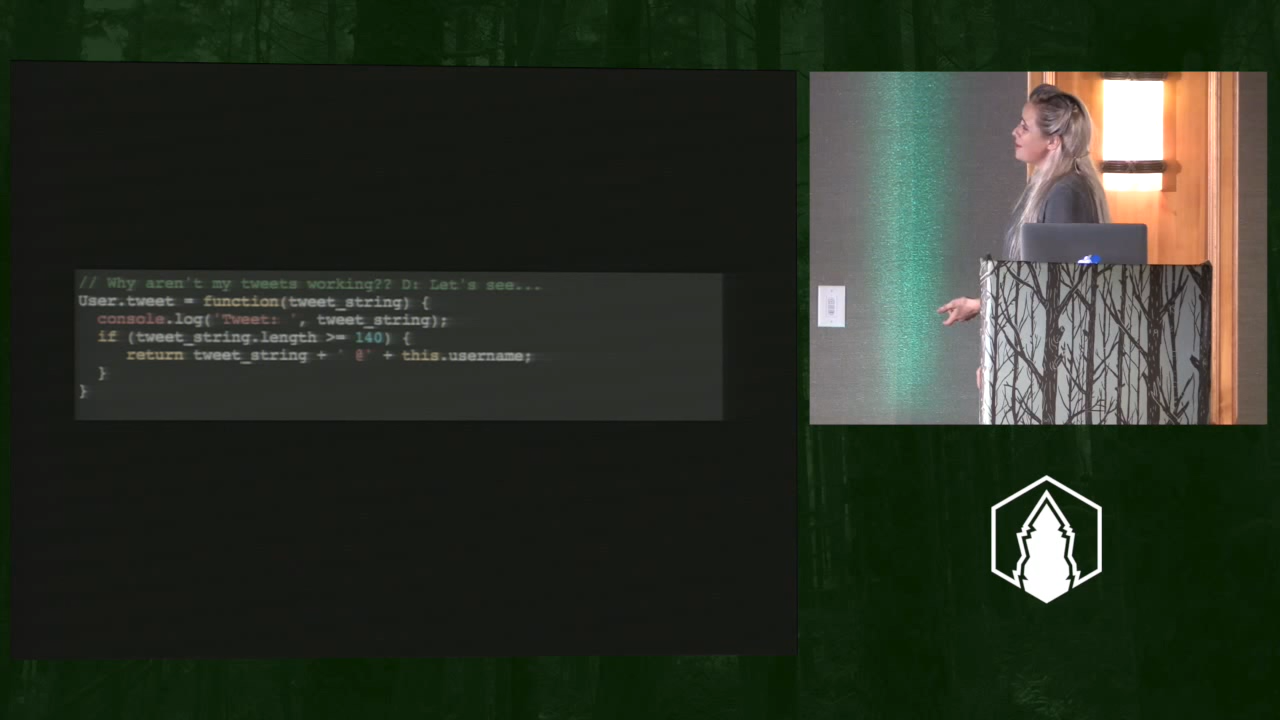 // Why aren't my tweets working?? D: Let's see...
User.tweet = function(tweet_string) {
console.log('Tweet: ', tweet_string);
if (tweet_string.length >= 140) {
return tweet_string + ' @' + this.username;
}
}